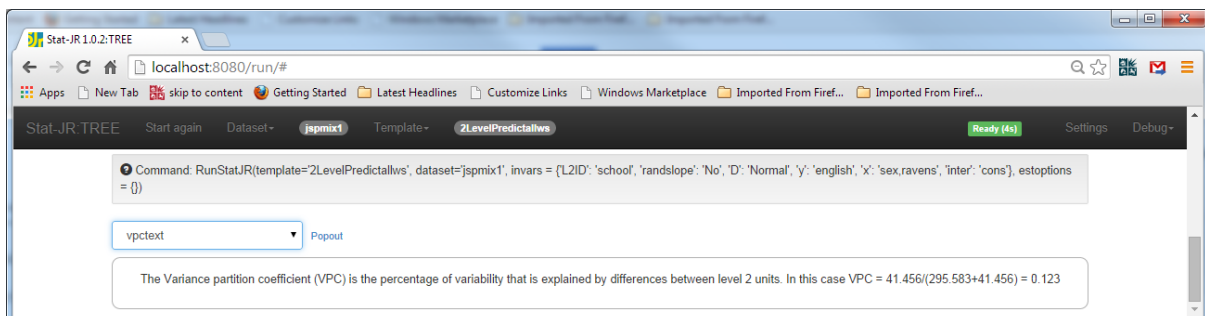 Stat-JR 1.0.2:TREE
localhost:8080/run/#
Apps New Tab skip to content Getting Started Latest Headlines Customize Links Windows Marketplace Imported From Firef... Imported From Firef...
Stat-JR:TREE Start again Dataset jspmix1 Template 2LevelPredictallws Ready (4s) Settings Debug
Command: RunStatJR(template='2LevelPredictallws', dataset='jspmix1', invars = {'L2ID': 'school', 'randslope': 'No', 'D': 'Normal', 'y': 'english', 'x': 'sex,ravens', 'inter': 'cons'}, estoptions
= {})
vpctext Popout
The Variance partition coefficient (VPC) is the percentage of variability that is explained by differences between level 2 units. In this case VPC = 41.456/(295.583+41.456) = 0.123